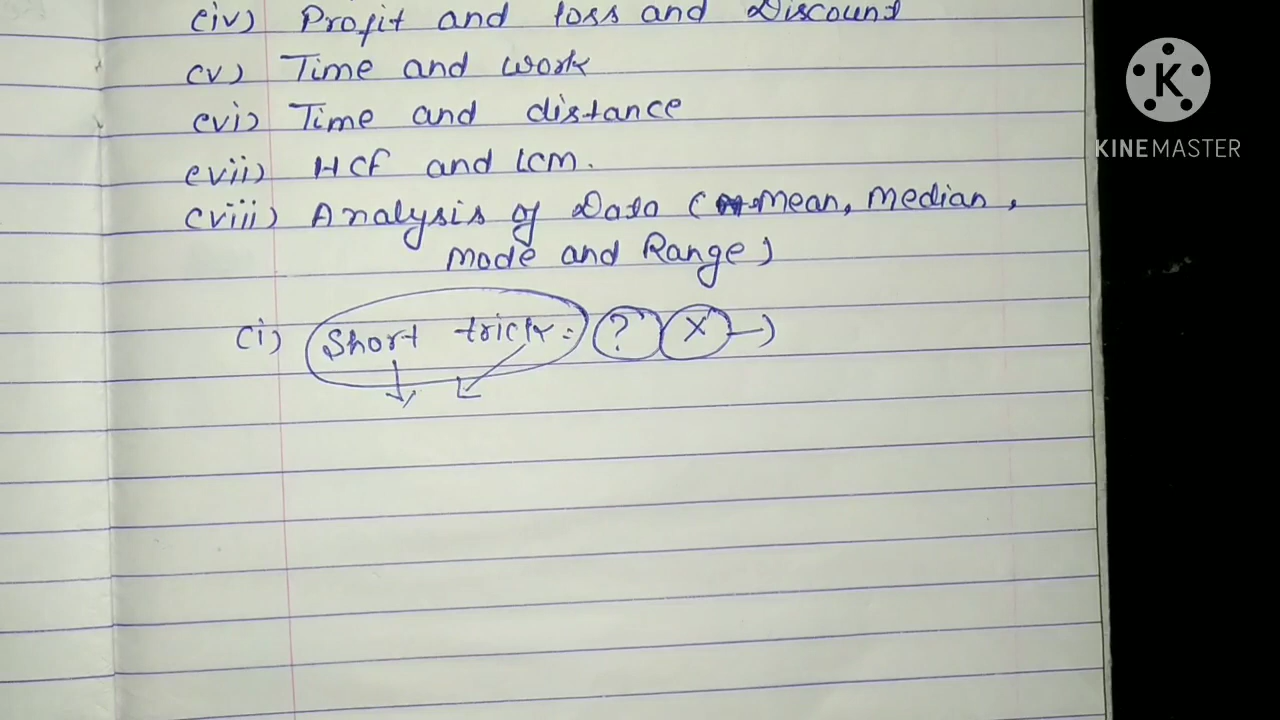 (iv) Profit and loss and Discount
K
(v) Time and work
(vi) Time and distance
KINEMASTER
(vii) HCF and LCM.
(viii) Analysis of Data (Mean, Median,
Mode and Range)
(i) Short trick: ? X →